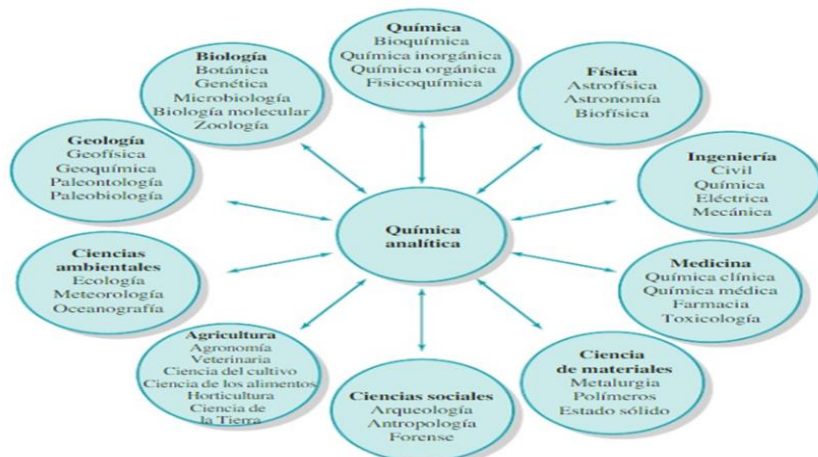 Química
Bioquímica
Química inorgánica
Química orgánica
Fisicoquímica
Física
Astrofísica
Astronomía
Biofísica
Ingeniería
Civil
Química
Eléctrica
Mecánica
Medicina
Química clínica
Química médica
Farmacia
Toxicología
Ciencia
de materiales
Metalurgia
Polímeros
Estado sólido
Ciencias sociales
Arqueología
Antropología
Forense
Agricultura
Agronomía
Veterinaria
Ciencia del cultivo
Ciencia de los alimentos
Horticultura
Ciencia de
la Tierra
Ciencias
ambientales
Ecología
Meteorología
Oceanografía
Geología
Geofísica
Geoquímica
Paleontología
Paleobiología
Biología
Botánica
Genética
Microbiología
Biología molecular
Zoología
Química
analítica